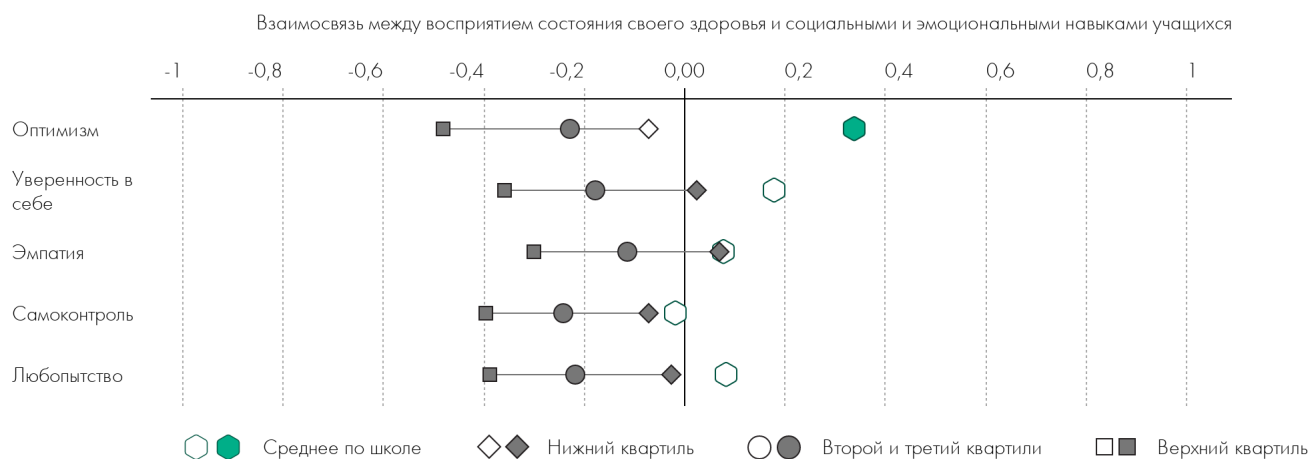 Взаимосвязь между восприятием состояния своего здоровья и социальными и эмоциональными навыками учащихся
-1 -0,8 -0,6 -0,4 -0,2 0,00 0,2 0,4 0,6 0,8 1
Оптимизм
Уверенность в
себе
Эмпатия
Самоконтроль
Любопытство
Среднее по школе Нижний квартиль Второй и третий квартили Верхний квартиль